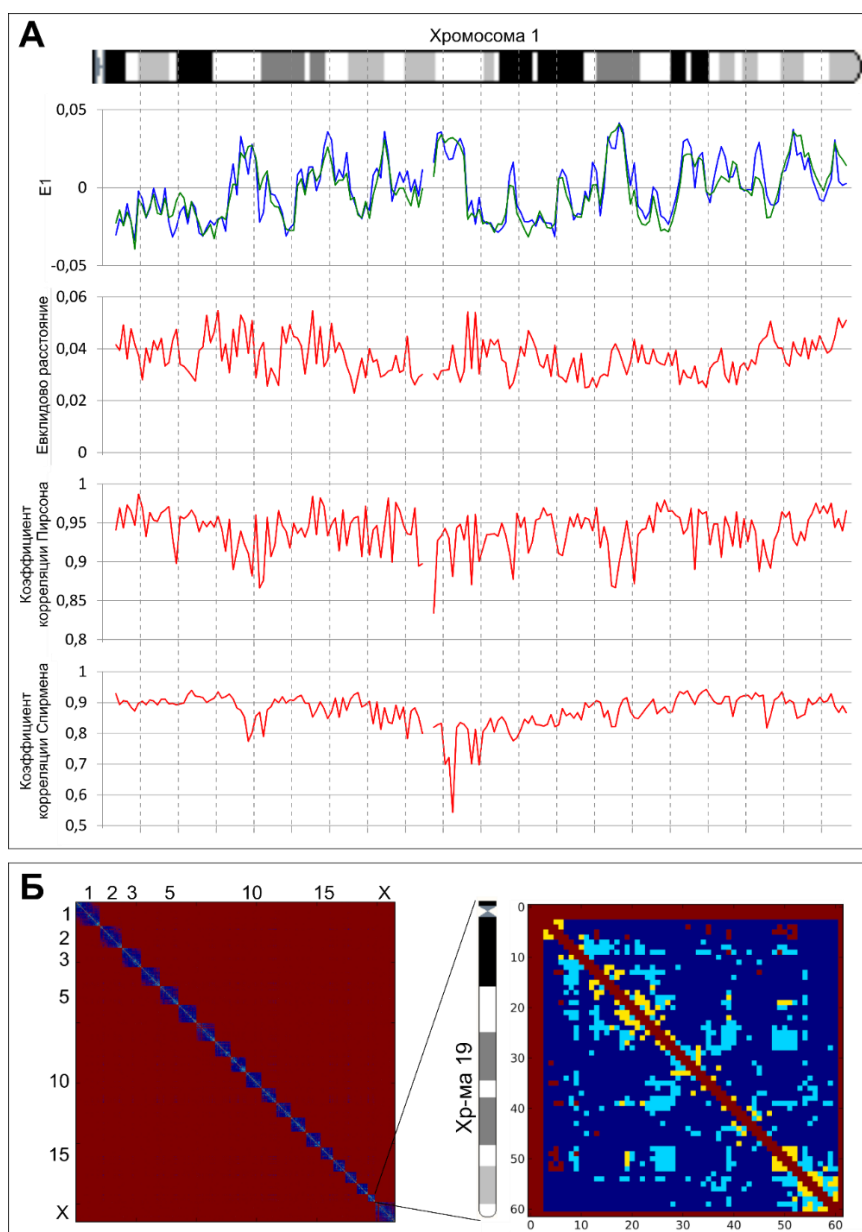 А
Хромосома 1
0,05
0
-0,05
E1
0,06
0,04
0,02
0
Евклидово расстояние
1
0,95
0,9
0,85
0,8
Коэффициент
корреляции Пирсона
1
0,9
0,8
0,7
0,6
0,5
Коэффициент
корреляции Спирмена
Б
1 2 3 5 10 15 X
1
2
3
5
10
15
X
Хр-ма 19
0
10
20
30
40
50
60
0 10 20 30 40 50 60